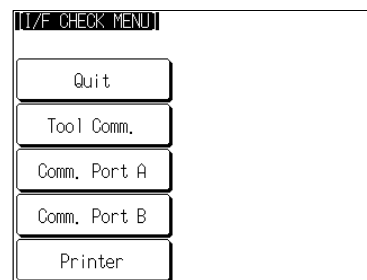 [I/F CHECK MENU]
Quit
Tool Comm.
Comm. Port A
Comm. Port B
Printer